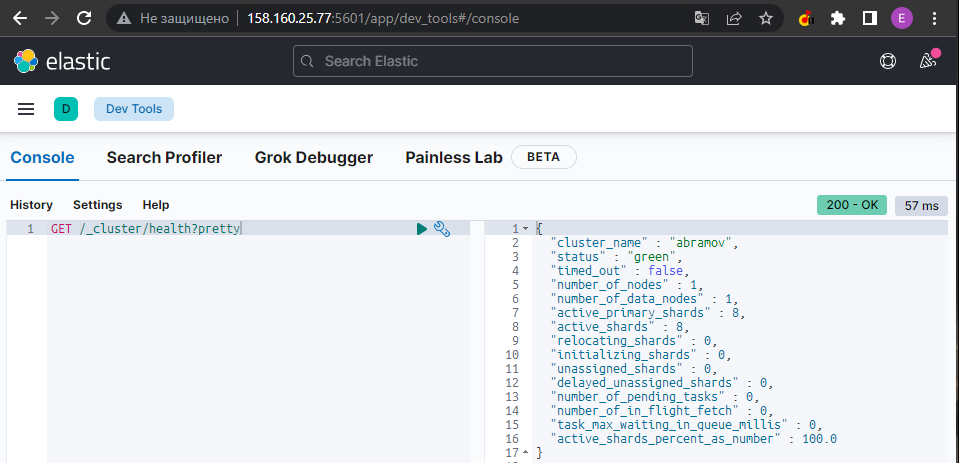 Не защищено 158.160.25.77:5601/app/dev_tools#/console E
elastic Search Elastic
D Dev Tools
Console Search Profiler Grok Debugger Painless Lab BETA
History Settings Help 200 - OK 57 ms
1 GET /_cluster/health?pretty
1 {
2 "cluster_name" : "abramov",
3 "status" : "green",
4 "timed_out" : false,
5 "number_of_nodes" : 1,
6 "number_of_data_nodes" : 1,
7 "active_primary_shards" : 8,
8 "active_shards" : 8,
9 "relocating_shards" : 0,
10 "initializing_shards" : 0,
11 "unassigned_shards" : 0,
12 "delayed_unassigned_shards" : 0,
13 "number_of_pending_tasks" : 0,
14 "number_of_in_flight_fetch" : 0,
15 "task_max_waiting_in_queue_millis" : 0,
16 "active_shards_percent_as_number" : 100.0
17 }